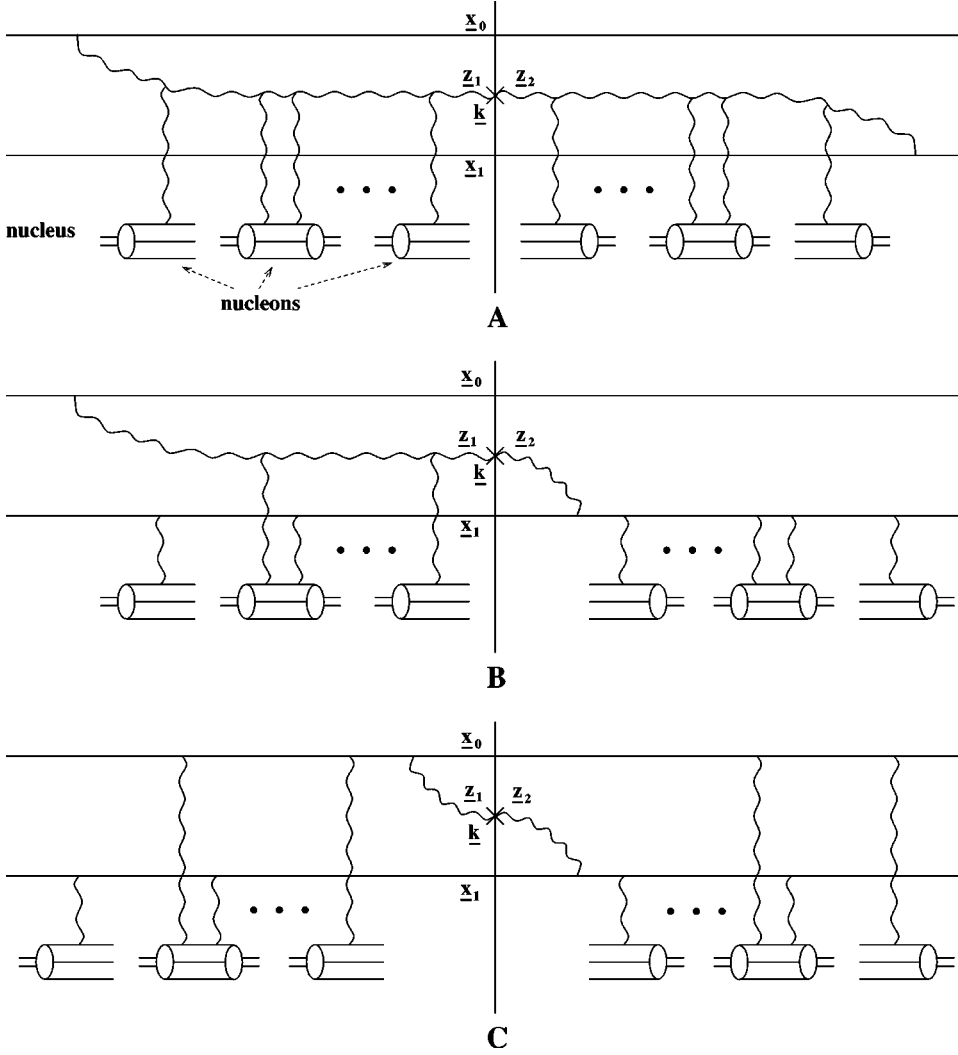 x₀
z₁ z₂
k
x₁
nucleus
nucleons
A
x₀
z₁ z₂
k
x₁
B
x₀
z₁ z₂
k
x₁
C